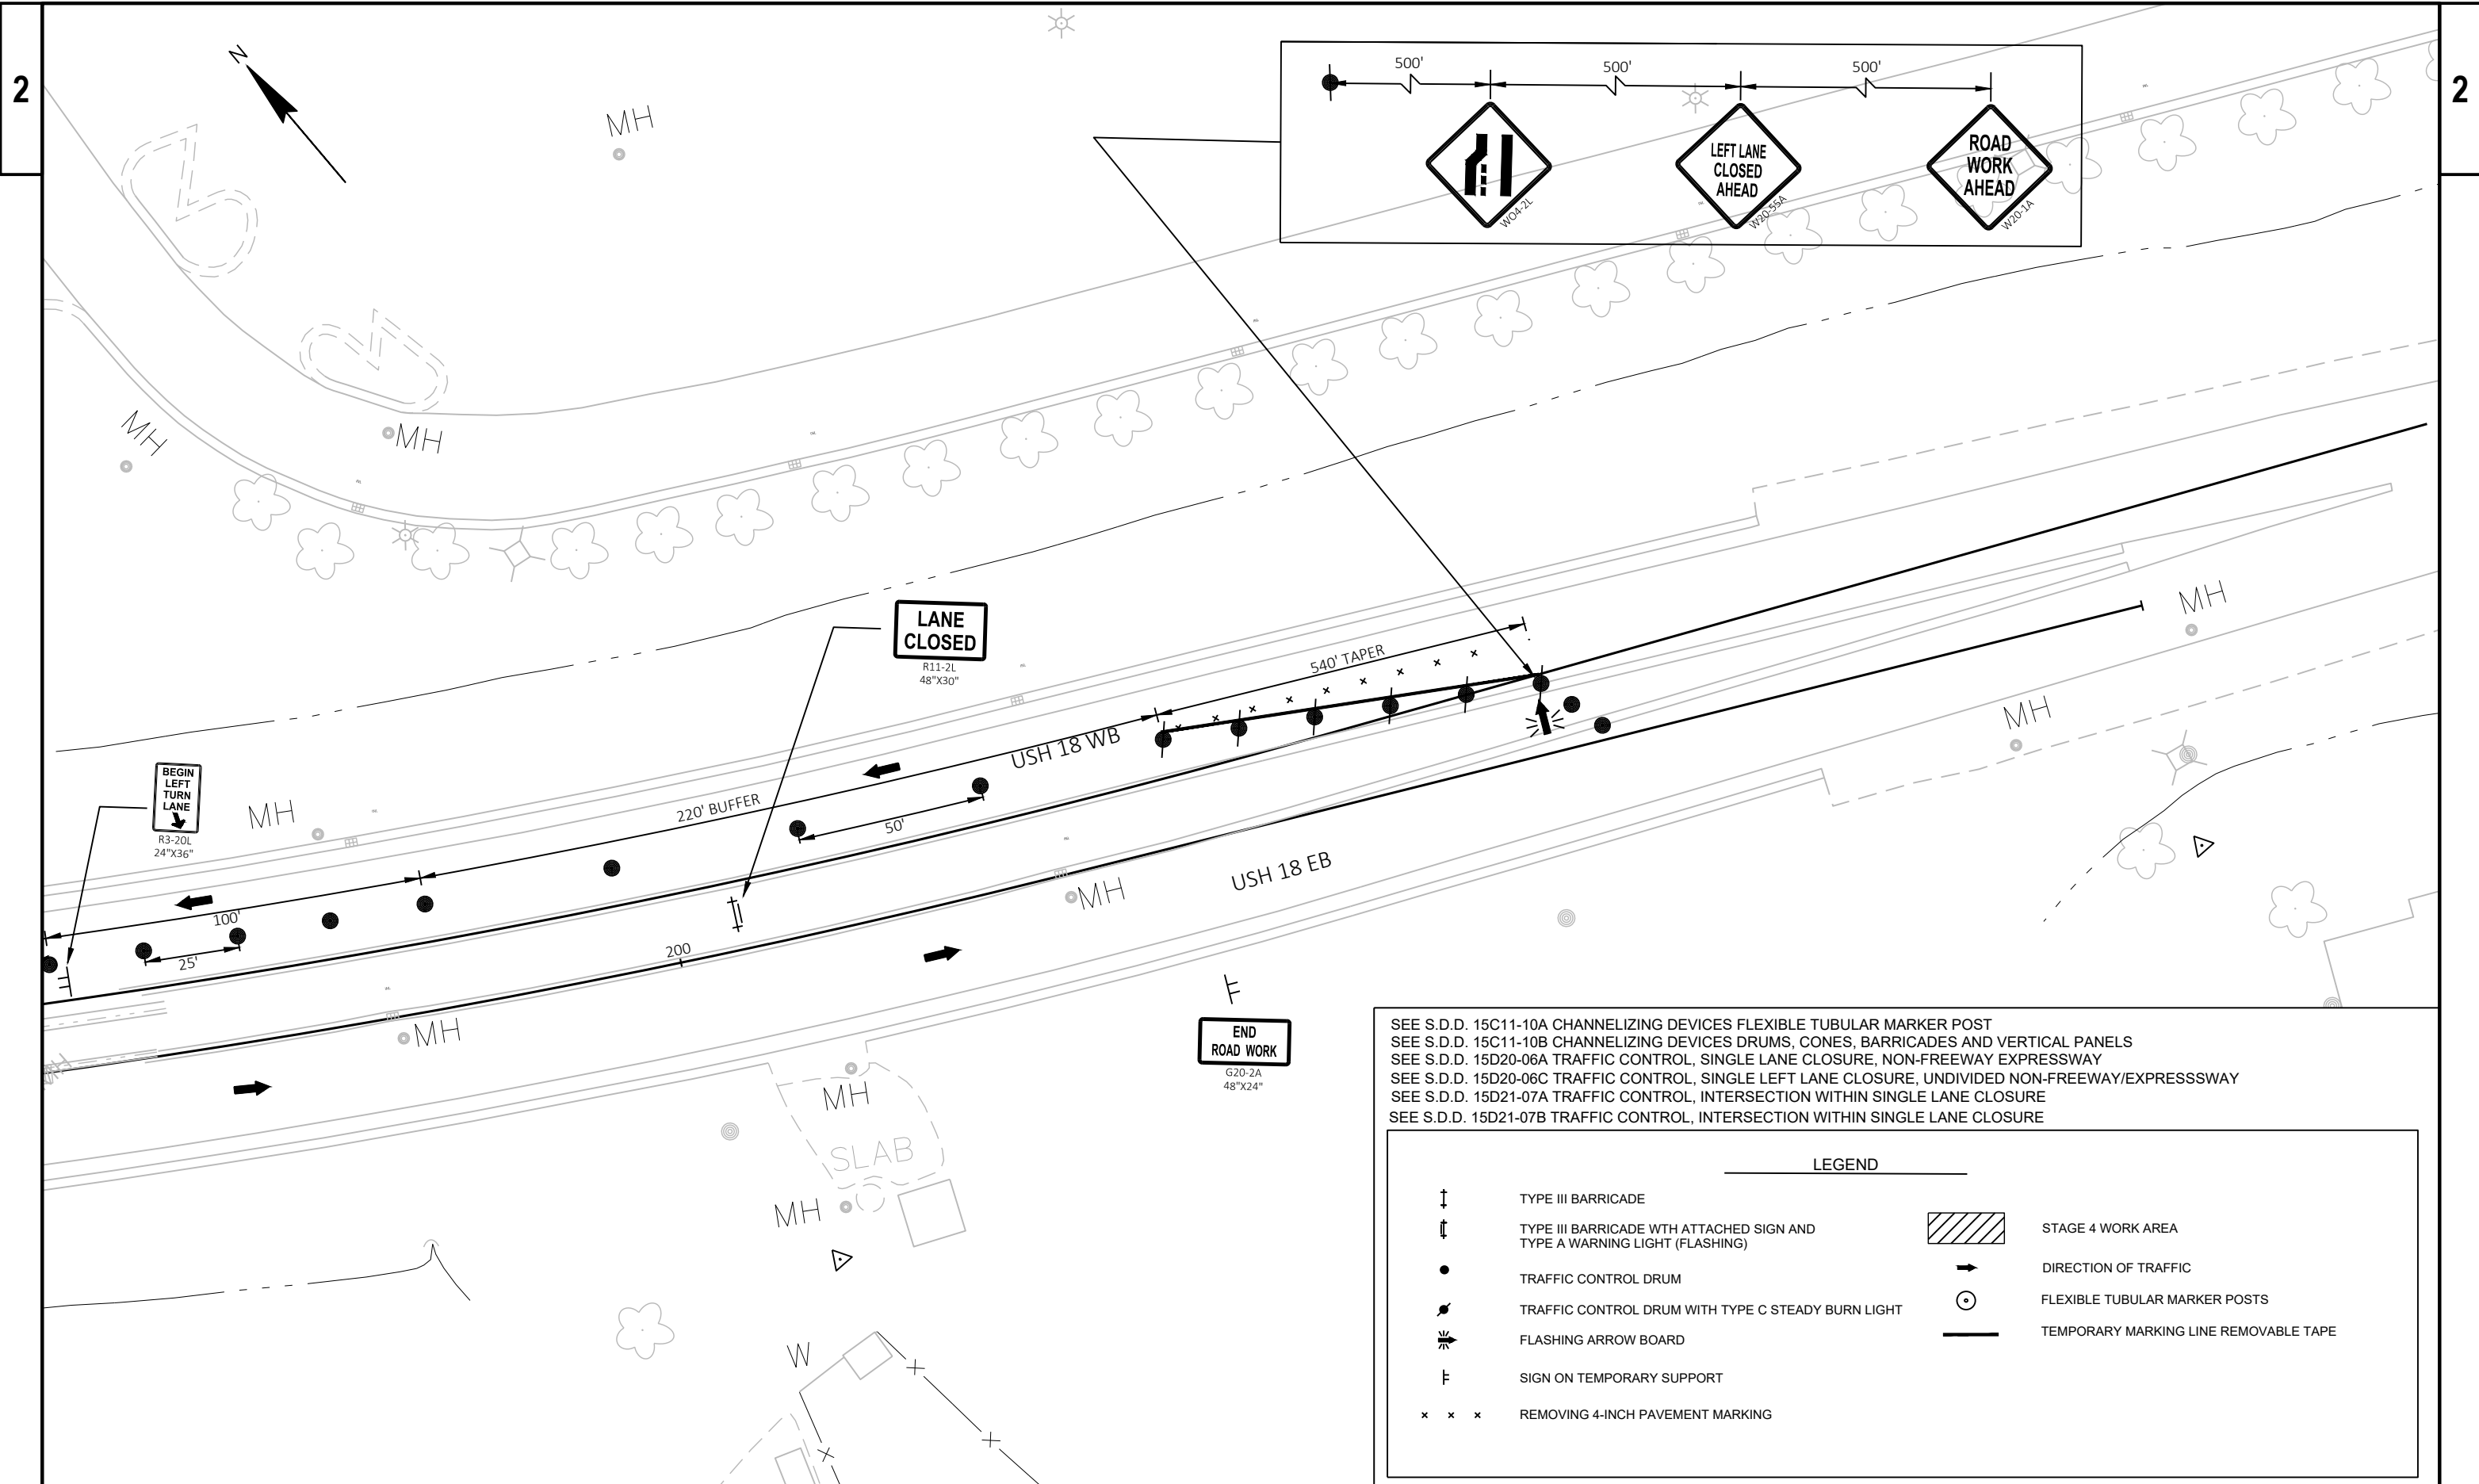 2
2
N
MH
500'
500'
500'
LEFT LANE
CLOSED
AHEAD
ROAD
WORK
AHEAD
WO4-2L
W20-55A
W20-1A
MH
MH
LANE
CLOSED
R11-2L
48"X30"
540' TAPER
MH
MH
USH 18 WB
BEGIN
LEFT
TURN
LANE
R3-20L
24"X36"
MH
220' BUFFER
50'
USH 18 EB
MH
100'
25'
200
MH
END
ROAD WORK
G20-2A
48"X24"
MH
SLAB
MH
W
SEE S.D.D. 15C11-10A CHANNELIZING DEVICES FLEXIBLE TUBULAR MARKER POST
SEE S.D.D. 15C11-10B CHANNELIZING DEVICES DRUMS, CONES, BARRICADES AND VERTICAL PANELS
SEE S.D.D. 15D20-06A TRAFFIC CONTROL, SINGLE LANE CLOSURE, NON-FREEWAY EXPRESSWAY
SEE S.D.D. 15D20-06C TRAFFIC CONTROL, SINGLE LEFT LANE CLOSURE, UNDIVIDED NON-FREEWAY/EXPRESSSWAY
SEE S.D.D. 15D21-07A TRAFFIC CONTROL, INTERSECTION WITHIN SINGLE LANE CLOSURE
SEE S.D.D. 15D21-07B TRAFFIC CONTROL, INTERSECTION WITHIN SINGLE LANE CLOSURE
LEGEND
TYPE III BARRICADE
TYPE III BARRICADE WTH ATTACHED SIGN AND
TYPE A WARNING LIGHT (FLASHING)
TRAFFIC CONTROL DRUM
TRAFFIC CONTROL DRUM WITH TYPE C STEADY BURN LIGHT
FLASHING ARROW BOARD
SIGN ON TEMPORARY SUPPORT
REMOVING 4-INCH PAVEMENT MARKING
STAGE 4 WORK AREA
DIRECTION OF TRAFFIC
FLEXIBLE TUBULAR MARKER POSTS
TEMPORARY MARKING LINE REMOVABLE TAPE